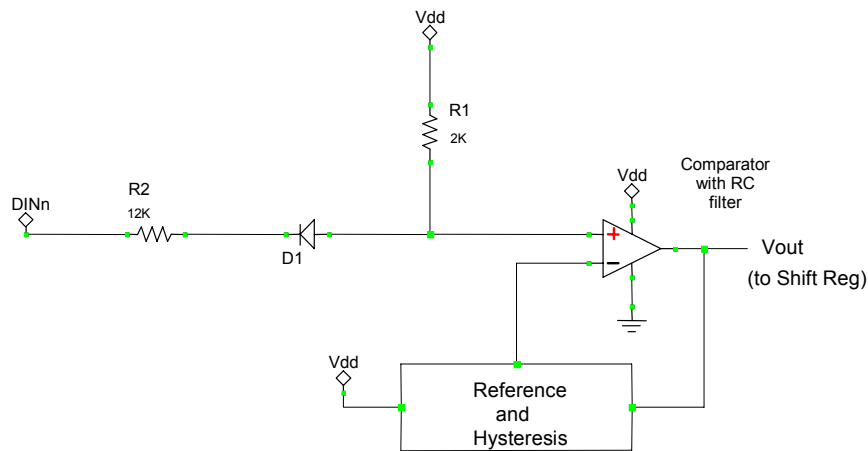 Vdd
R1
2K
R2
12K
DINn
D1
Vdd
Comparator
with RC
filter
+
−
Vout
(to Shift Reg)
Vdd
Reference
and
Hysteresis